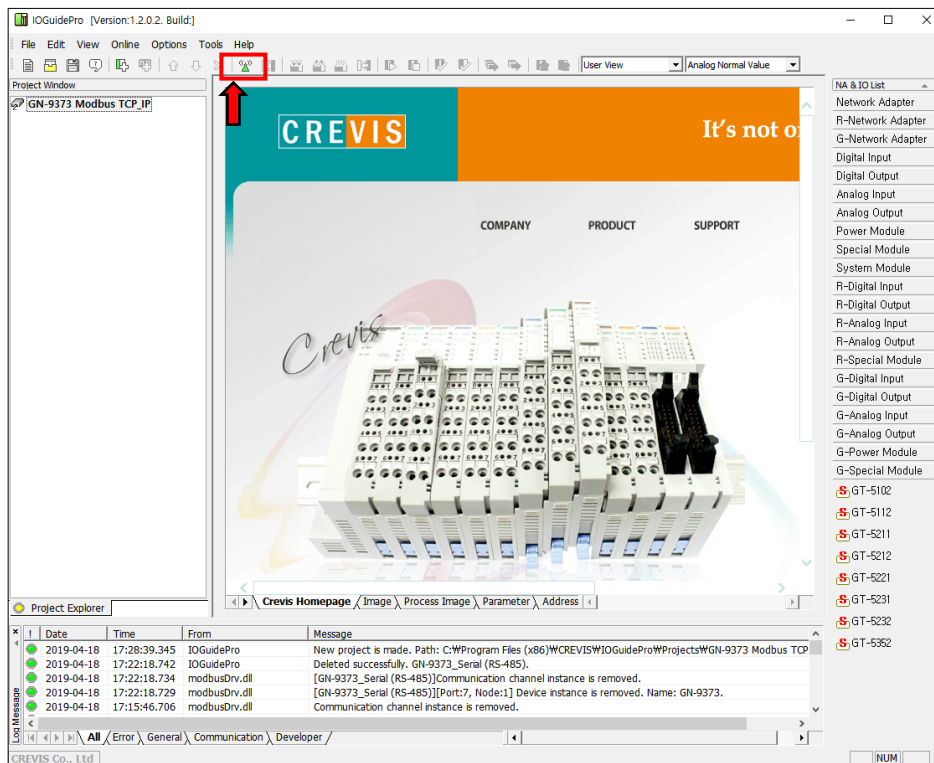 IOGuidePro [Version:1.2.0.2. Build:]
File Edit View Online Options Tools Help
User View Analog Normal Value
Project Window
GN-9373 Modbus TCP_IP
CREVIS
It's not o
COMPANY PRODUCT SUPPORT
Crevis
NA & IO List
Network Adapter
R-Network Adapter
G-Network Adapter
Digital Input
Digital Output
Analog Input
Analog Output
Power Module
Special Module
System Module
R-Digital Input
R-Digital Output
R-Analog Input
R-Analog Output
R-Special Module
G-Digital Input
G-Digital Output
G-Analog Input
G-Analog Output
G-Power Module
G-Special Module
GT-5102
GT-5112
GT-5211
GT-5212
GT-5221
GT-5231
GT-5232
GT-5352
Project Explorer
Crevis Homepage Image Process Image Parameter Address
! Date Time From Message
2019-04-18 17:28:39.345 IOGuidePro New project is made. Path: C:₩Program Files (x86)₩CREVIS₩IOGuidePro₩Projects₩GN-9373 Modbus TCP
2019-04-18 17:22:18.742 IOGuidePro Deleted successfully. GN-9373_Serial (RS-485).
2019-04-18 17:22:18.734 modbusDrv.dll [GN-9373_Serial (RS-485)]Communication channel instance is removed.
2019-04-18 17:22:18.729 modbusDrv.dll [GN-9373_Serial (RS-485)][Port:7, Node:1] Device instance is removed. Name: GN-9373.
2019-04-18 17:15:46.706 modbusDrv.dll Communication channel instance is removed.
Log Message
All Error General Communication Developer
CREVIS Co., Ltd NUM